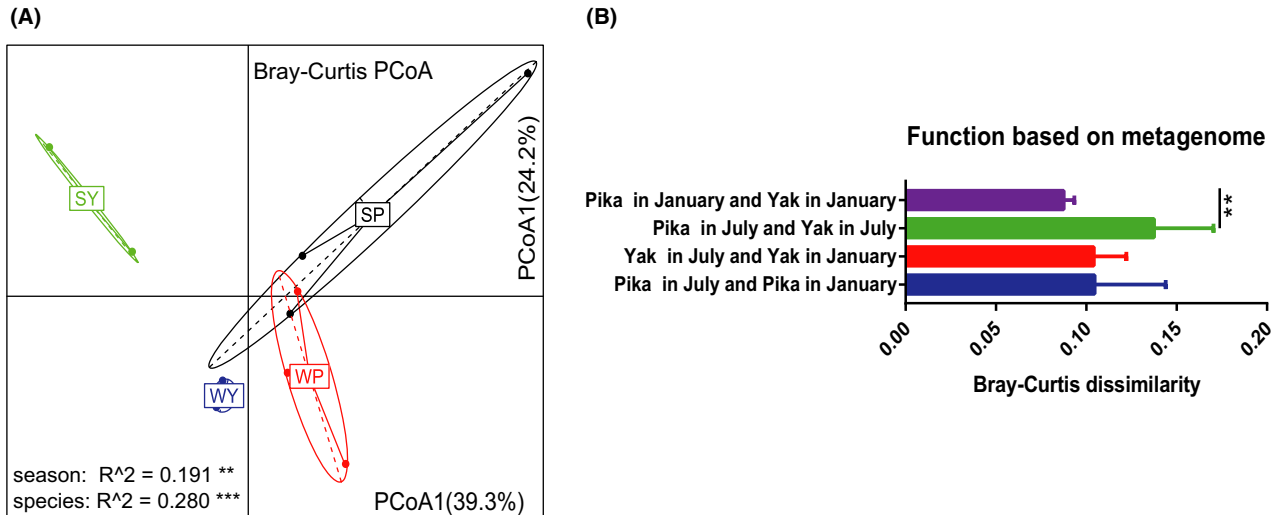 (A)
Bray-Curtis PCoA
PCoA1(24.2%)
SY
SP
WP
WY
season: R^2 = 0.191 **
species: R^2 = 0.280 ***
PCoA1(39.3%)
(B)
Function based on metagenome
Pika in January and Yak in January
Pika in July and Yak in July
Yak in July and Yak in January
Pika in July and Pika in January
**
0.00
0.05
0.10
0.15
0.20
Bray-Curtis dissimilarity